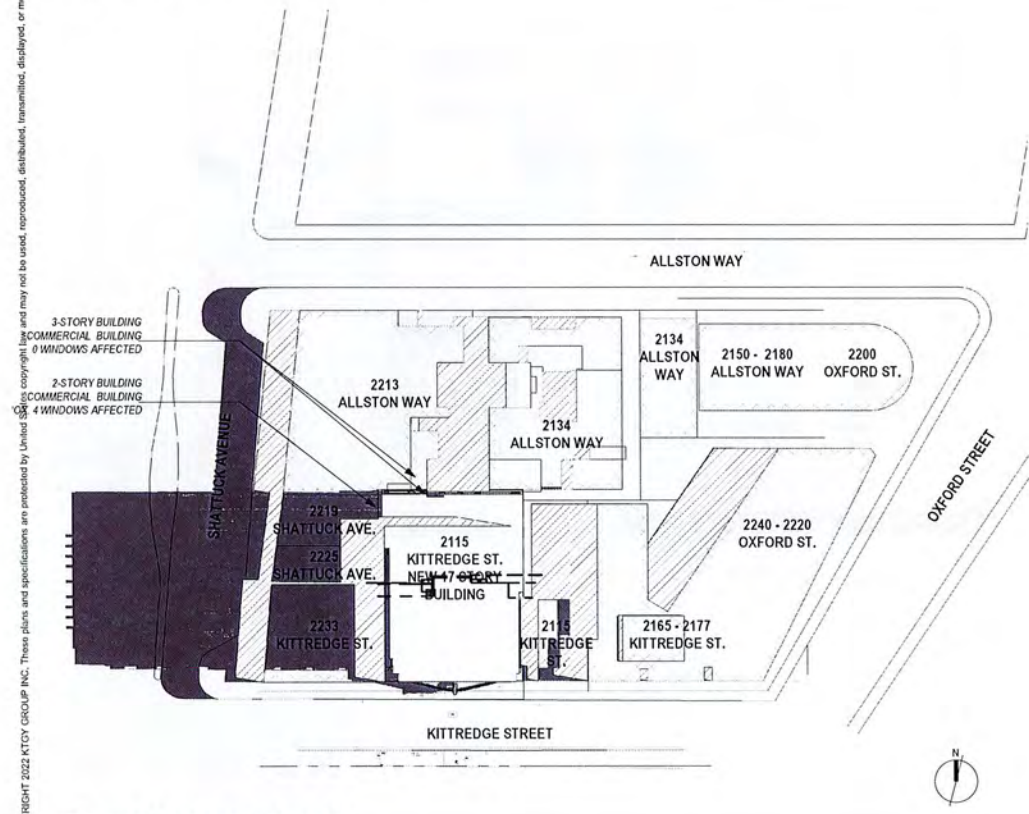 RIGHT 2022 KTGY GROUP INC. These plans and specifications are protected by United States copyright law and may not be used, reproduced, distributed, transmitted, displayed, or
ALLSTON WAY
3-STORY BUILDING
COMMERCIAL BUILDING
0 WINDOWS AFFECTED
2-STORY BUILDING
COMMERCIAL BUILDING
4 WINDOWS AFFECTED
SHATTUCK AVENUE
2213
ALLSTON WAY
2134
ALLSTON WAY
2134
ALLSTON
WAY
2150 - 2180
ALLSTON WAY
2200
OXFORD ST.
OXFORD STREET
2219
SHATTUCK AVE.
2225
SHATTUCK AVE.
2233
KITTREDGE ST.
2115
KITTREDGE ST.
NEW 17 STORY
BUILDING
2115
KITTREDGE
ST.
2165 - 2177
KITTREDGE ST.
2240 - 2220
OXFORD ST.
KITTREDGE STREET
N